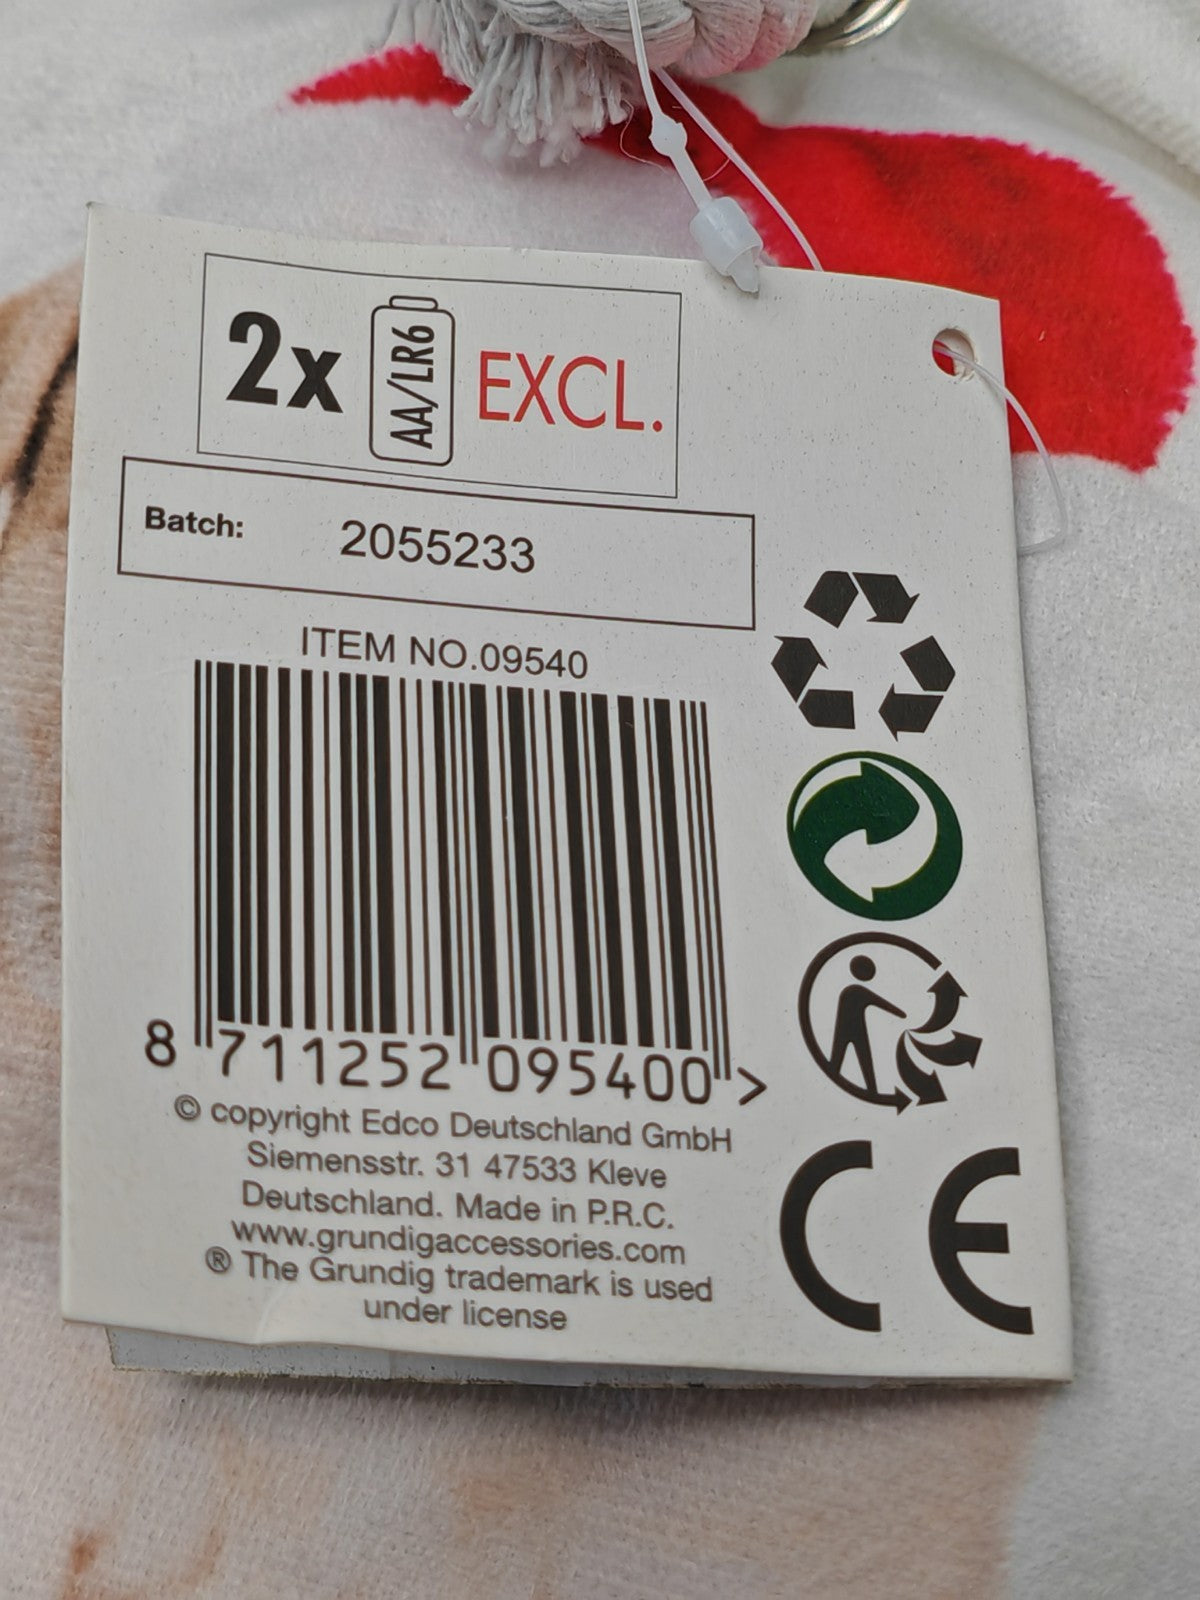 2x AA/LR6 EXCL.
Batch: 2055233
ITEM NO.09540
8 711252 095400 >
© copyright Edco Deutschland GmbH
Siemensstr. 31 47533 Kleve
Deutschland. Made in P.R.C.
www.grundigaccessories.com
® The Grundig trademark is used
under license
CE